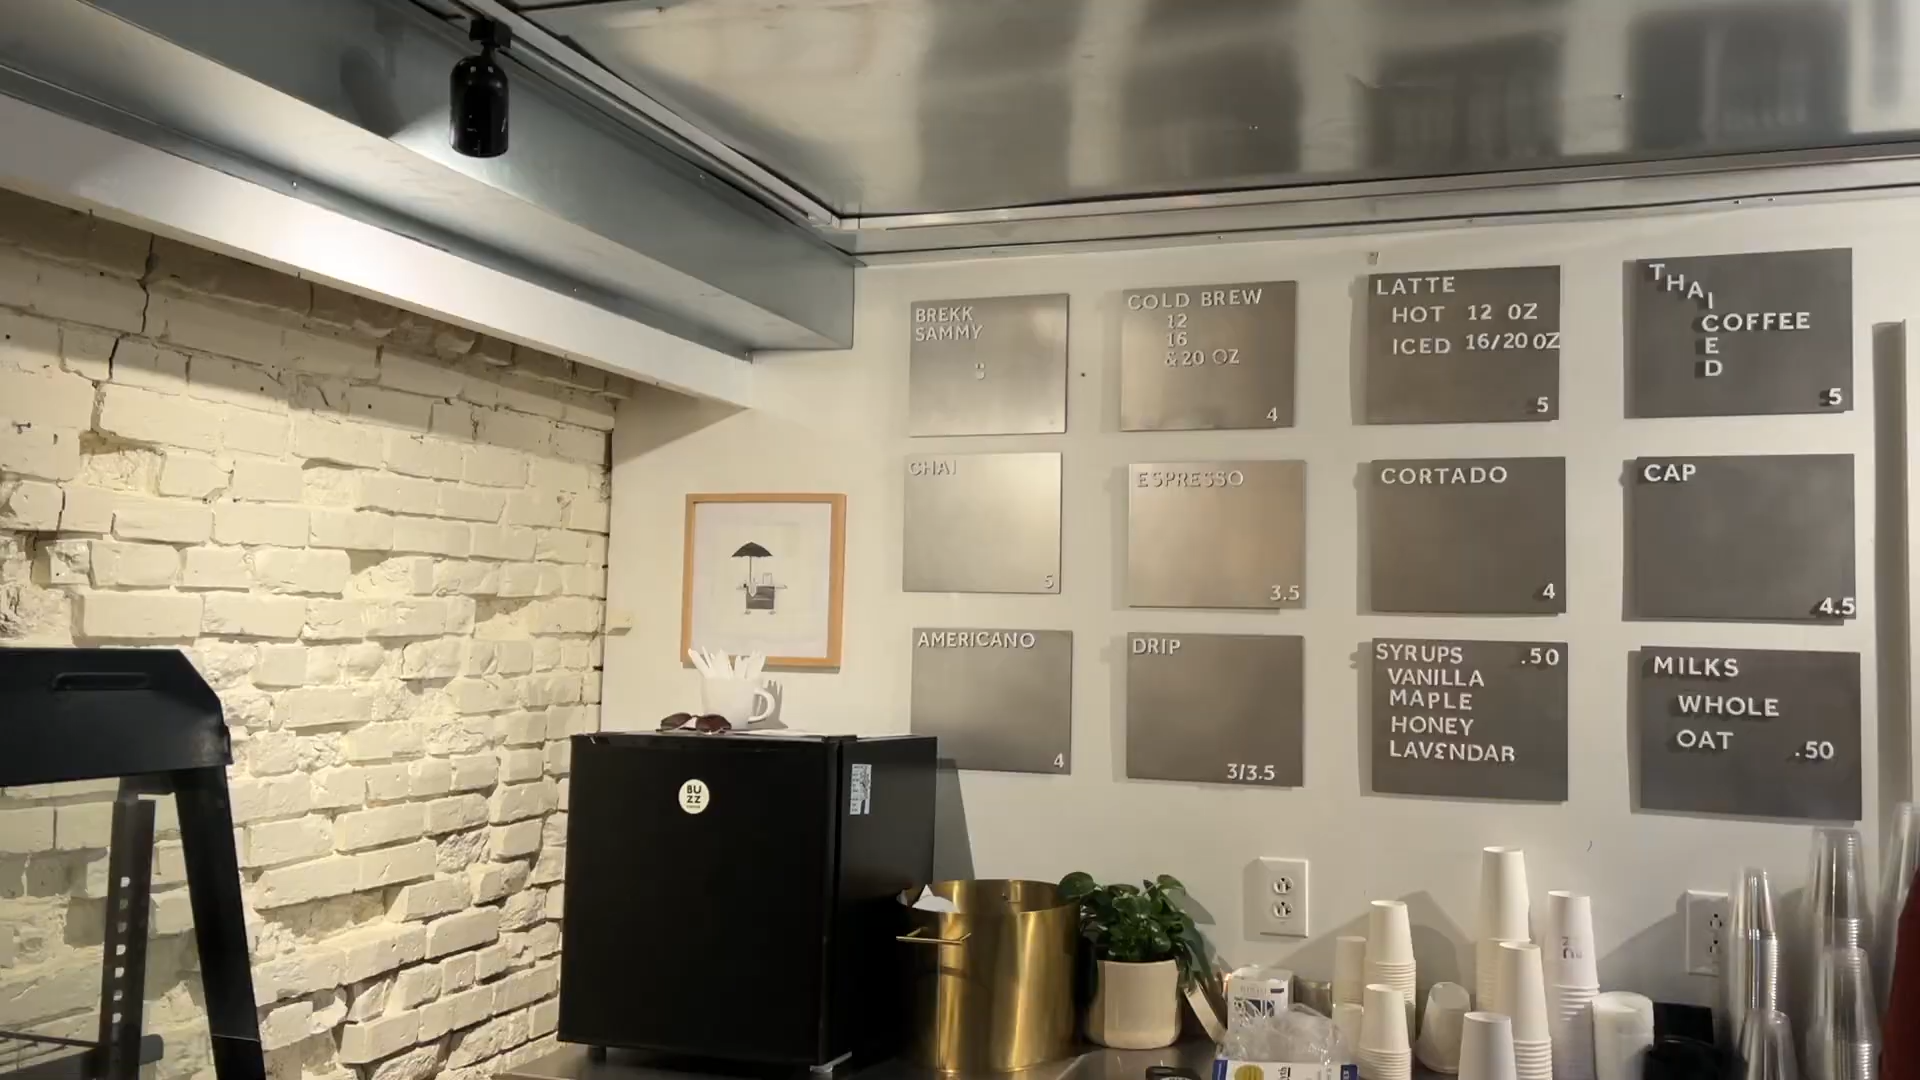 BREKK
SAMMY
COLD BREW
12
16
&20 OZ
4
LATTE
HOT 12 OZ
ICED 16/20 OZ
5
THAI
COFFEE
ICED
5
CHAI
5
ESPRESSO
3.5
CORTADO
4
CAP
4.5
AMERICANO
4
DRIP
3/3.5
SYRUPS .50
VANILLA
MAPLE
HONEY
LAVENDAR
MILKS
WHOLE
OAT .50
BU
ZZ